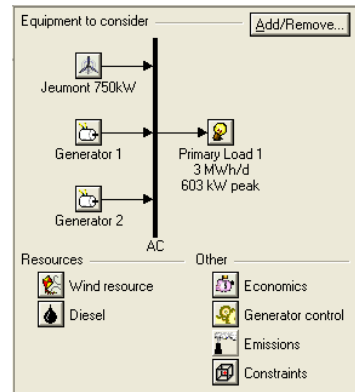 Equipment to consider
Add/Remove...
Jeumont 750kW
Generator 1
Primary Load 1
3 MWh/d
603 kW peak
Generator 2
AC
Resources
Other
Wind resource
Economics
Diesel
Generator control
Emissions
Constraints